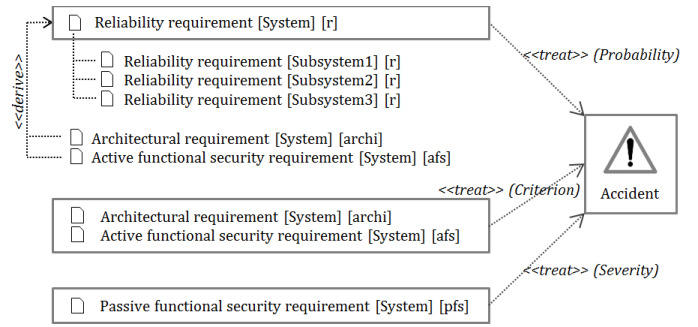 Reliability requirement [System] [r]
<<treat>> (Probability)
Reliability requirement [Subsystem1] [r]
Reliability requirement [Subsystem2] [r]
Reliability requirement [Subsystem3] [r]
<<derive>>
Architectural requirement [System] [archi]
Active functional security requirement [System] [afs]
Accident
<<treat>> (Criterion)
Architectural requirement [System] [archi]
Active functional security requirement [System] [afs]
<<treat>> (Severity)
Passive functional security requirement [System] [pfs]